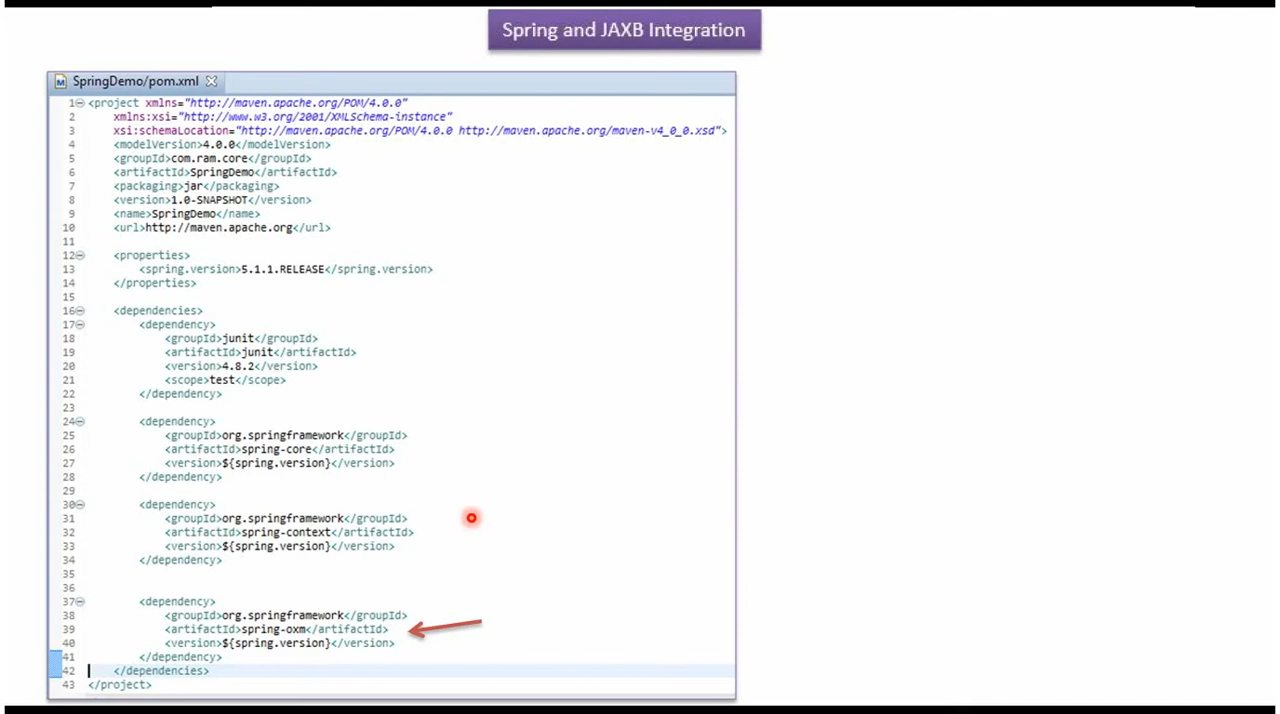 Spring and JAXB Integration
SpringDemo/pom.xml
1 <project xmlns="http://maven.apache.org/POM/4.0.0"
2 xmlns:xsi="http://www.w3.org/2001/XMLSchema-instance"
3 xsi:schemaLocation="http://maven.apache.org/POM/4.0.0 http://maven.apache.org/maven-v4_0_0.xsd">
4 <modelVersion>4.0.0</modelVersion>
5 <groupId>com.ram.core</groupId>
6 <artifactId>SpringDemo</artifactId>
7 <packaging>jar</packaging>
8 <version>1.0-SNAPSHOT</version>
9 <name>SpringDemo</name>
10 <url>http://maven.apache.org</url>
11
12 <properties>
13 <spring.version>5.1.1.RELEASE</spring.version>
14 </properties>
15
16 <dependencies>
17 <dependency>
18 <groupId>junit</groupId>
19 <artifactId>junit</artifactId>
20 <version>4.8.2</version>
21 <scope>test</scope>
22 </dependency>
23
24 <dependency>
25 <groupId>org.springframework</groupId>
26 <artifactId>spring-core</artifactId>
27 <version>${spring.version}</version>
28 </dependency>
29
30 <dependency>
31 <groupId>org.springframework</groupId>
32 <artifactId>spring-context</artifactId>
33 <version>${spring.version}</version>
34 </dependency>
35
36
37 <dependency>
38 <groupId>org.springframework</groupId>
39 <artifactId>spring-oxm</artifactId>
40 <version>${spring.version}</version>
41 </dependency>
42 </dependencies>
43 </project>